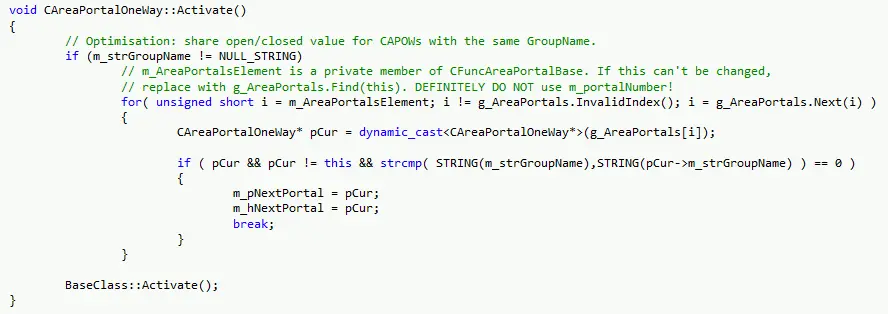 void CAreaPortalOneWay::Activate()
{
	// Optimisation: share open/closed value for CAPOWs with the same GroupName.
	if (m_strGroupName != NULL_STRING)
		// m_AreaPortalsElement is a private member of CFuncAreaPortalBase. If this can't be changed,
		// replace with g_AreaPortals.Find(this). DEFINITELY DO NOT use m_portalNumber!
		for( unsigned short i = m_AreaPortalsElement; i != g_AreaPortals.InvalidIndex(); i = g_AreaPortals.Next(i) )
		{
			CAreaPortalOneWay* pCur = dynamic_cast<CAreaPortalOneWay*>(g_AreaPortals[i]);

			if ( pCur && pCur != this && strcmp( STRING(m_strGroupName),STRING(pCur->m_strGroupName) ) == 0 )
			{
				m_pNextPortal = pCur;
				m_hNextPortal = pCur;
				break;
			}
		}

	BaseClass::Activate();
}